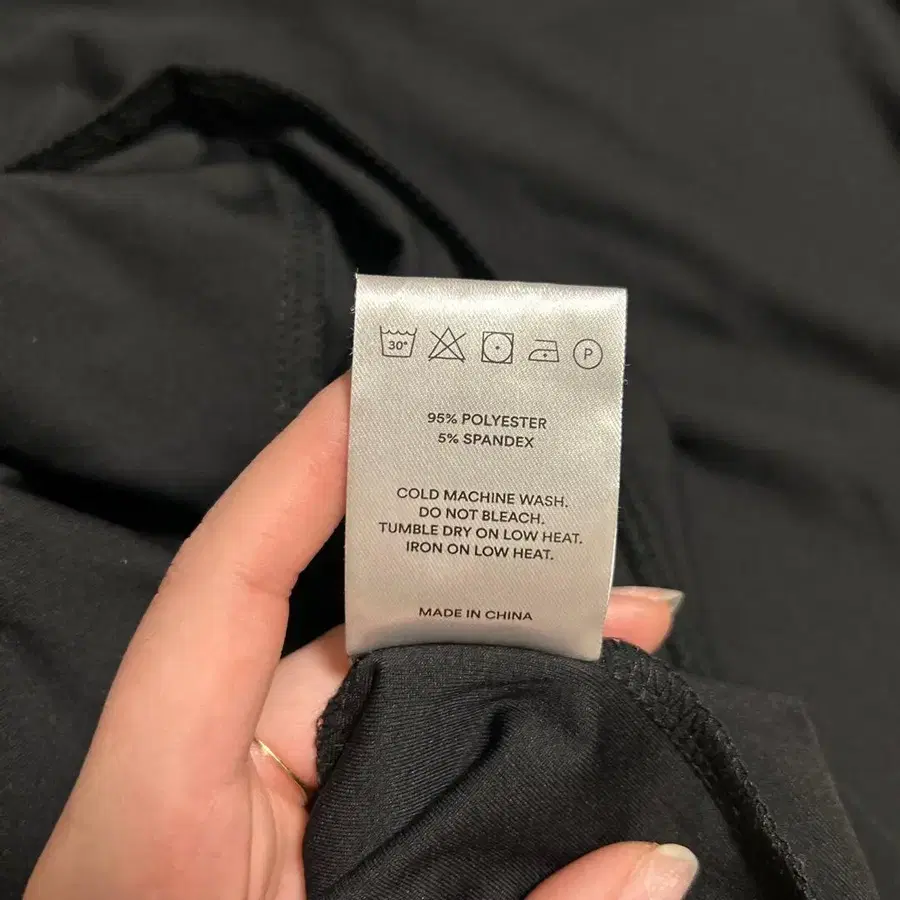 30°
P
95% POLYESTER
5% SPANDEX
COLD MACHINE WASH.
DO NOT BLEACH.
TUMBLE DRY ON LOW HEAT.
IRON ON LOW HEAT.
MADE IN CHINA